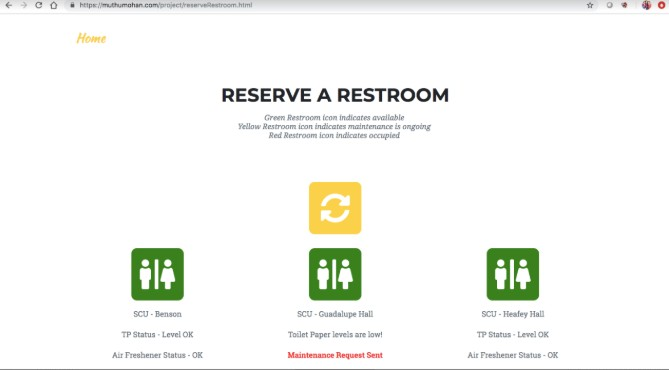 https://muthumohan.com/project/reserveRestroom.html
Home
RESERVE A RESTROOM
Green Restroom icon indicates available
Yellow Restroom icon indicates maintenance is ongoing
Red Restroom icon indicates occupied
SCU - Benson
TP Status - Level OK
Air Freshener Status - OK
SCU - Guadalupe Hall
Toilet Paper levels are low!
Maintenance Request Sent
SCU - Heafey Hall
TP Status - Level OK
Air Freshener Status - OK